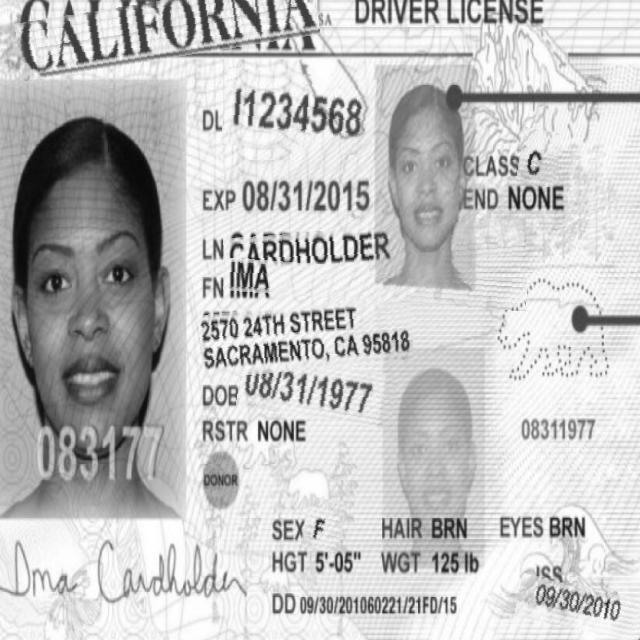 CALIFORNIA USA DRIVER LICENSE
DL I1234568
CLASS C
EXP 08/31/2015
END NONE
LN CARDHOLDER
FN IMA
2570 24TH STREET
SACRAMENTO, CA 95818
DOB 08/31/1977
RSTR NONE
08311977
083177
DONOR
SEX F HAIR BRN EYES BRN
HGT 5'-05" WGT 125 lb
ISS
DD 09/30/201060221/21FD/15 09/30/2010
Ima Cardholder